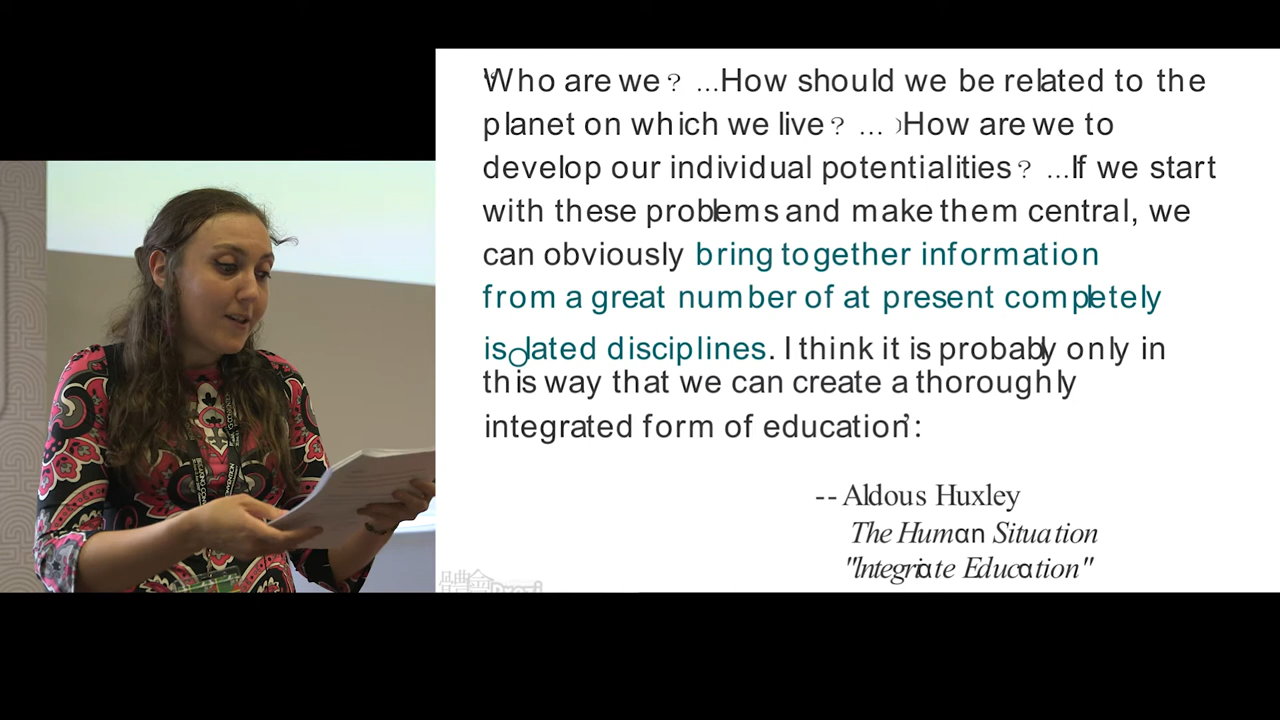 "Who are we? ...How should we be related to the
planet on which we live? ... How are we to
develop our individual potentialities? ...If we start
with these problems and make them central, we
can obviously bring together information
from a great number of at present completely
isolated disciplines. I think it is probably only in
this way that we can create a thoroughly
integrated form of education":
-- Aldous Huxley
The Human Situation
"Integriate Education"
Prezi